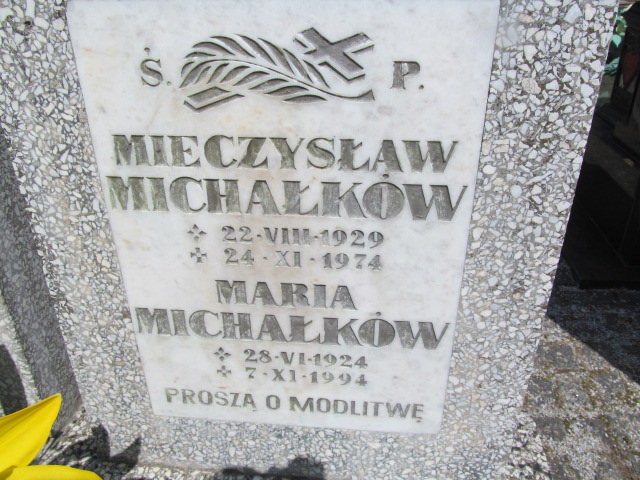 Ś. P.
MIECZYSŁAW
MICHAŁKÓW
22·VIII·1929
24·XI·1974
MARIA
MICHAŁKÓW
28·VI·1924
7·XI·1994
PROSZĄ O MODLITWĘ